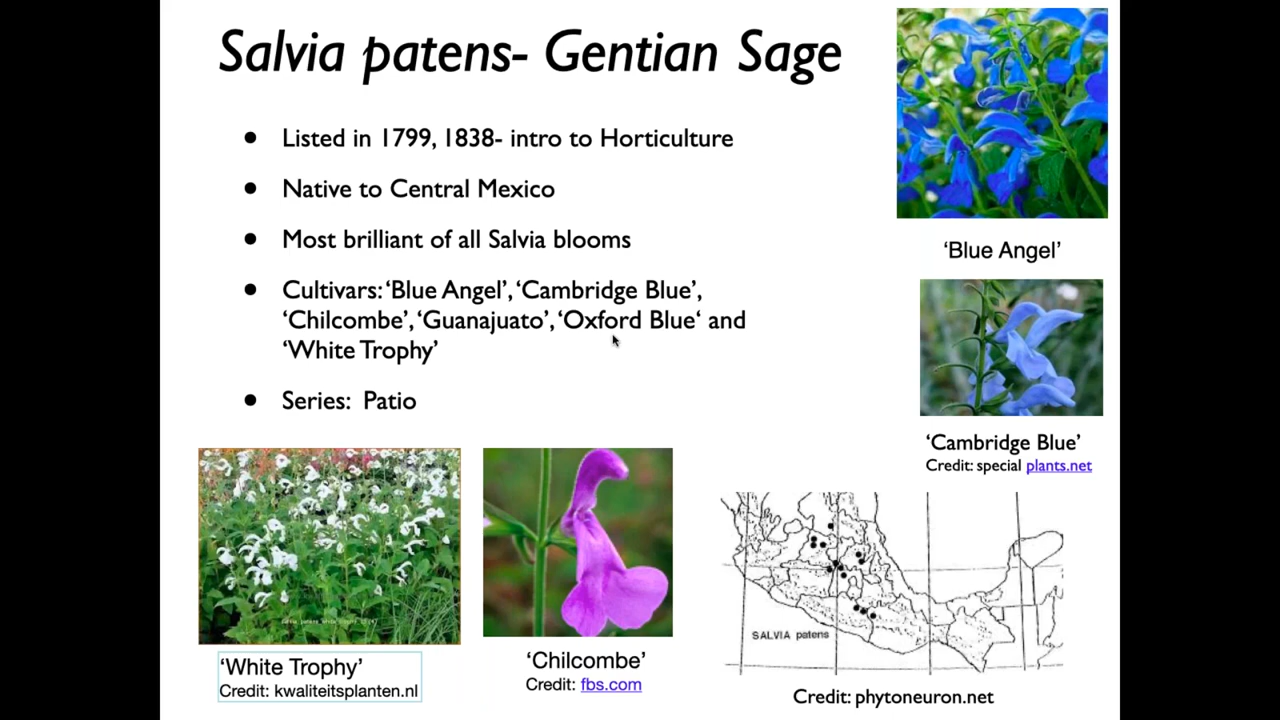 Salvia patens- Gentian Sage
● Listed in 1799, 1838- intro to Horticulture
● Native to Central Mexico
● Most brilliant of all Salvia blooms
● Cultivars: ‘Blue Angel’, ‘Cambridge Blue’,
‘Chilcombe’, ‘Guanajuato’, ‘Oxford Blue‘ and
‘White Trophy’
● Series: Patio
‘Blue Angel’
‘Cambridge Blue’
Credit: special plants.net
‘White Trophy’
Credit: kwaliteitsplanten.nl
‘Chilcombe’
Credit: fbs.com
SALVIA patens
Credit: phytoneuron.net